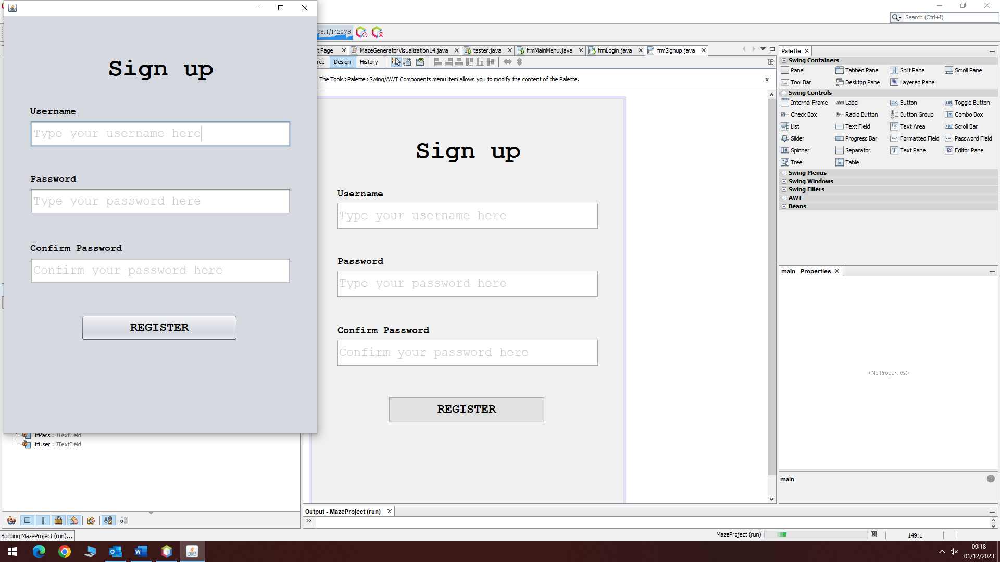 Sign up
Username
Type your username here
Password
Type your password here
Confirm Password
Confirm your password here
REGISTER
tfPass : JTextField
tfUser : JTextField
Building MazeProject (run)...
Search (Ctrl+I)
98.1/1420MB
t Page
MazeGeneratorVisualization14.java
tester.java
frmMainMenu.java
frmLogin.java
frmSignup.java
rce
Design
History
The Tools>Palette>Swing/AWT Components menu item allows you to modify the content of the Palette.
x
Sign up
Username
Type your username here
Password
Type your password here
Confirm Password
Confirm your password here
REGISTER
Output - MazeProject (run)
Palette
Swing Containers
Panel Tabbed Pane Split Pane Scroll Pane
Tool Bar Desktop Pane Layered Pane
Swing Controls
Internal Frame label Label OK Button ON Toggle Button
Check Box Radio Button Button Group Combo Box
List Text Field Text Area Scroll Bar
Slider Progress Bar Formatted Field Password Field
Spinner Separator Text Pane Editor Pane
Tree Table
Swing Menus
Swing Windows
Swing Fillers
AWT
Beans
main - Properties
<No Properties>
main
MazeProject (run)
149:1
09:18
01/12/2023